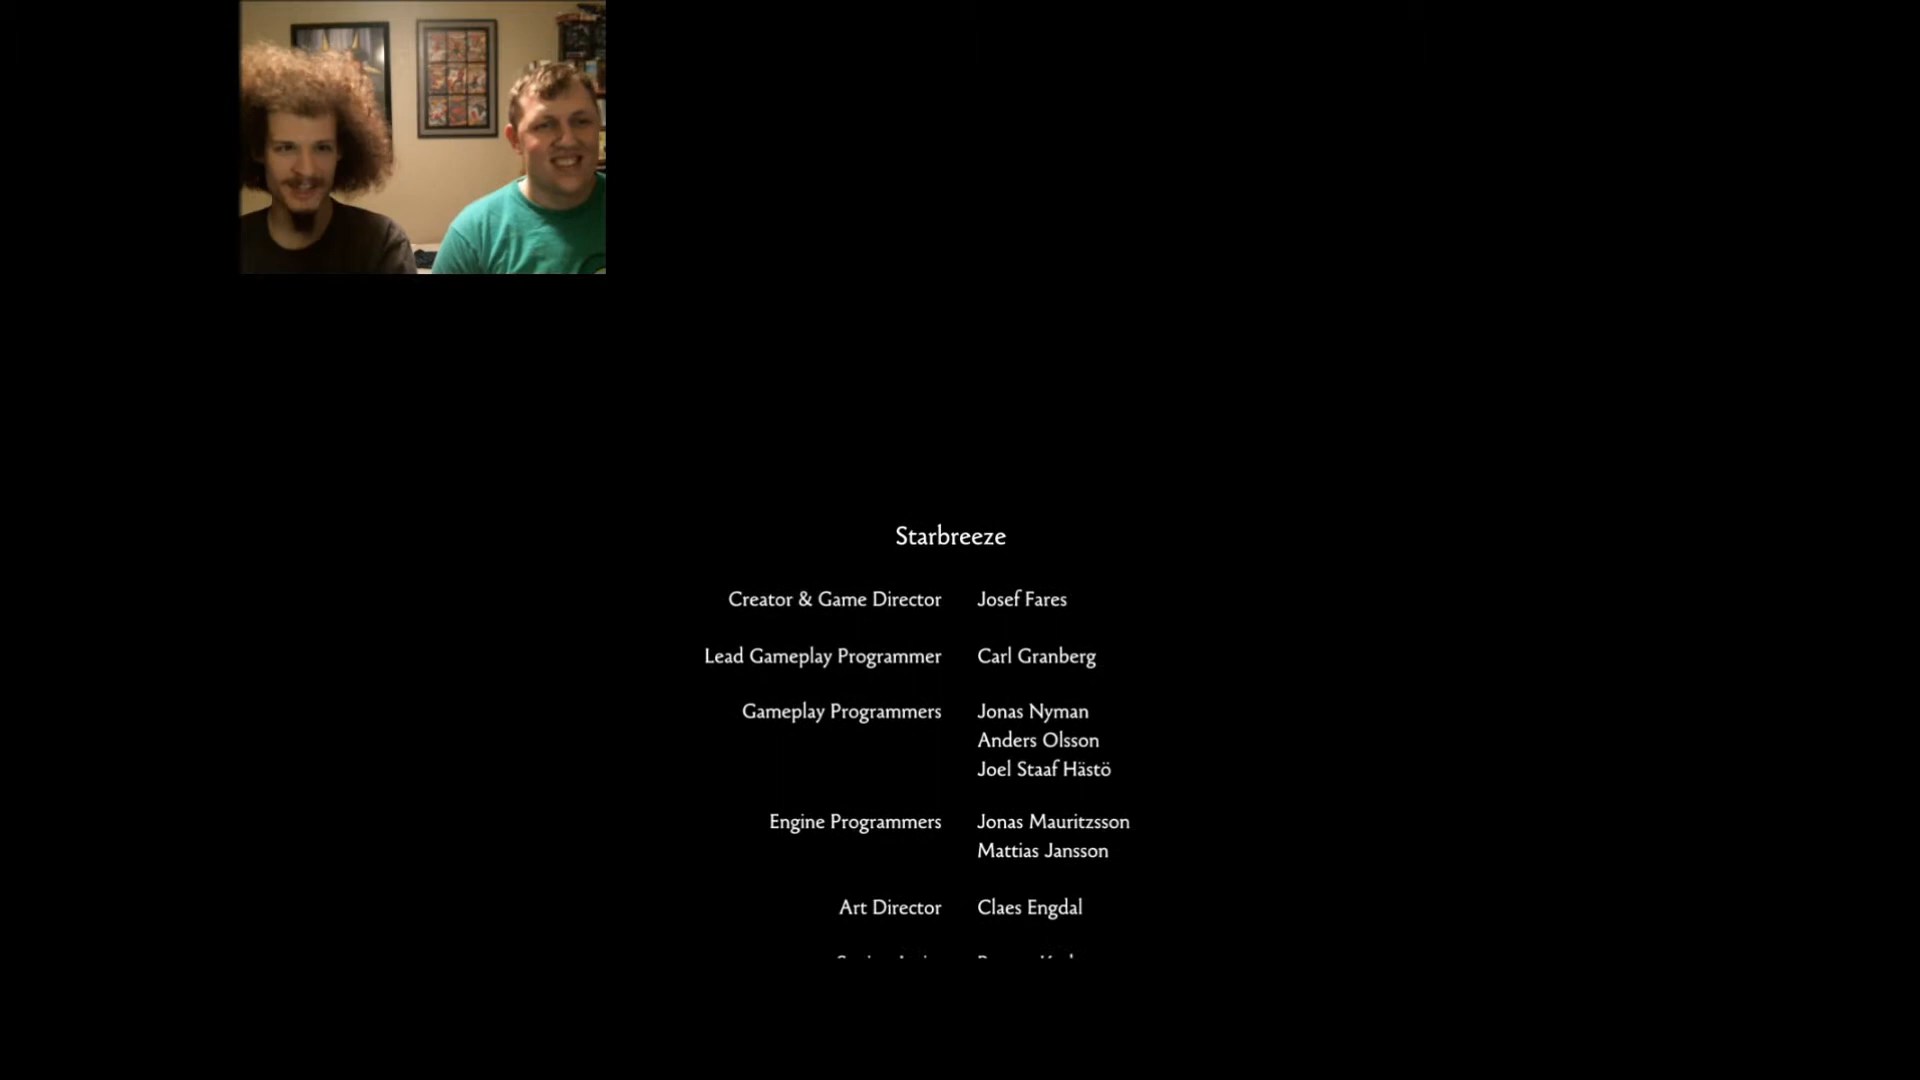 Starbreeze
Creator & Game Director Josef Fares
Lead Gameplay Programmer Carl Granberg
Gameplay Programmers Jonas Nyman
Anders Olsson
Joel Staaf Hästö
Engine Programmers Jonas Mauritzsson
Mattias Jansson
Art Director Claes Engdal